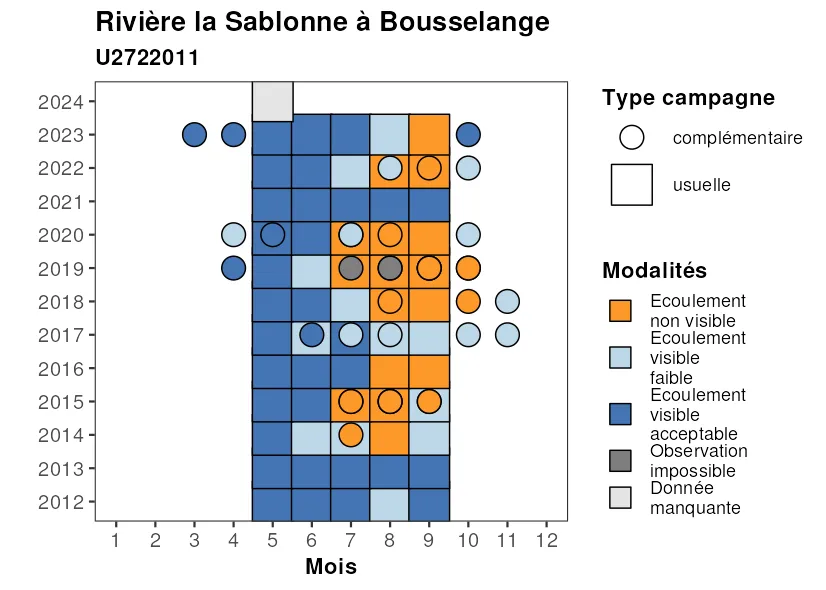 Rivière la Sablonne à Bousselange
U2722011
2024
2023
2022
2021
2020
2019
2018
2017
2016
2015
2014
2013
2012
1 2 3 4 5 6 7 8 9 10 11 12
Mois
Type campagne
complémentaire
usuelle
Modalités
Ecoulement
non visible
Ecoulement
visible
faible
Ecoulement
visible
acceptable
Observation
impossible
Donnée
manquante